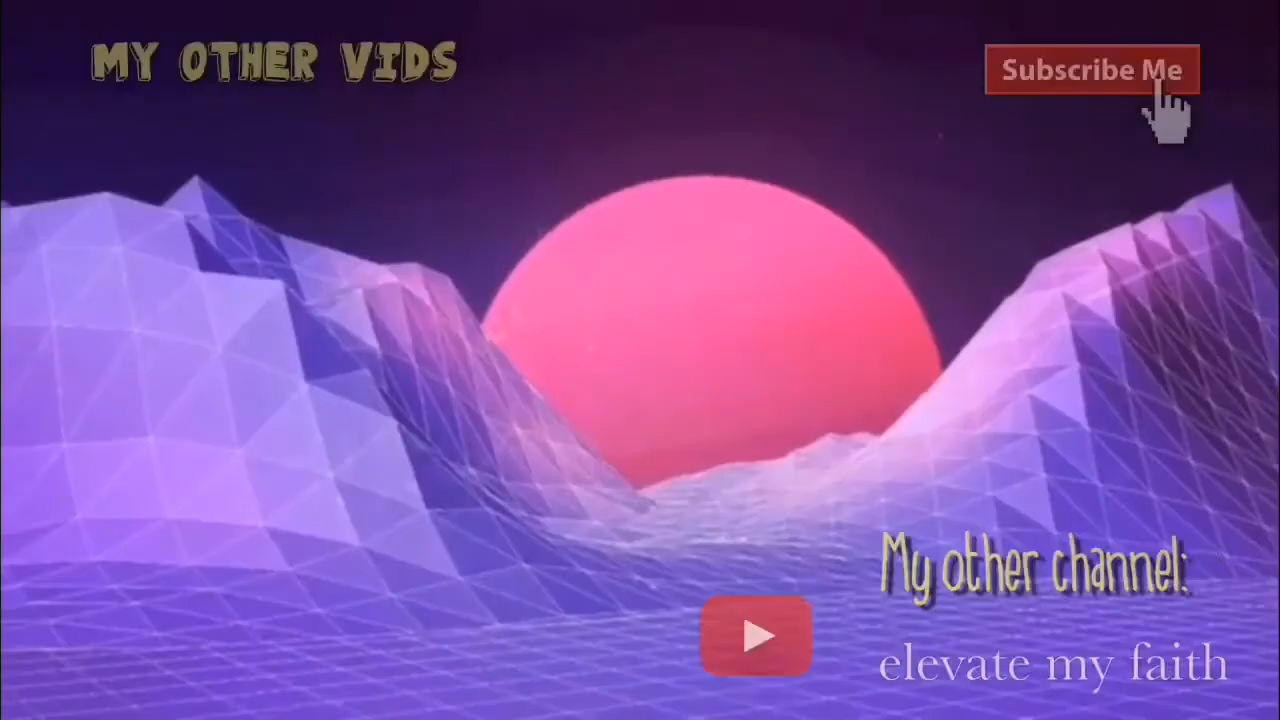 MY OTHER VIDS
Subscribe Me
My other channel:
elevate my faith